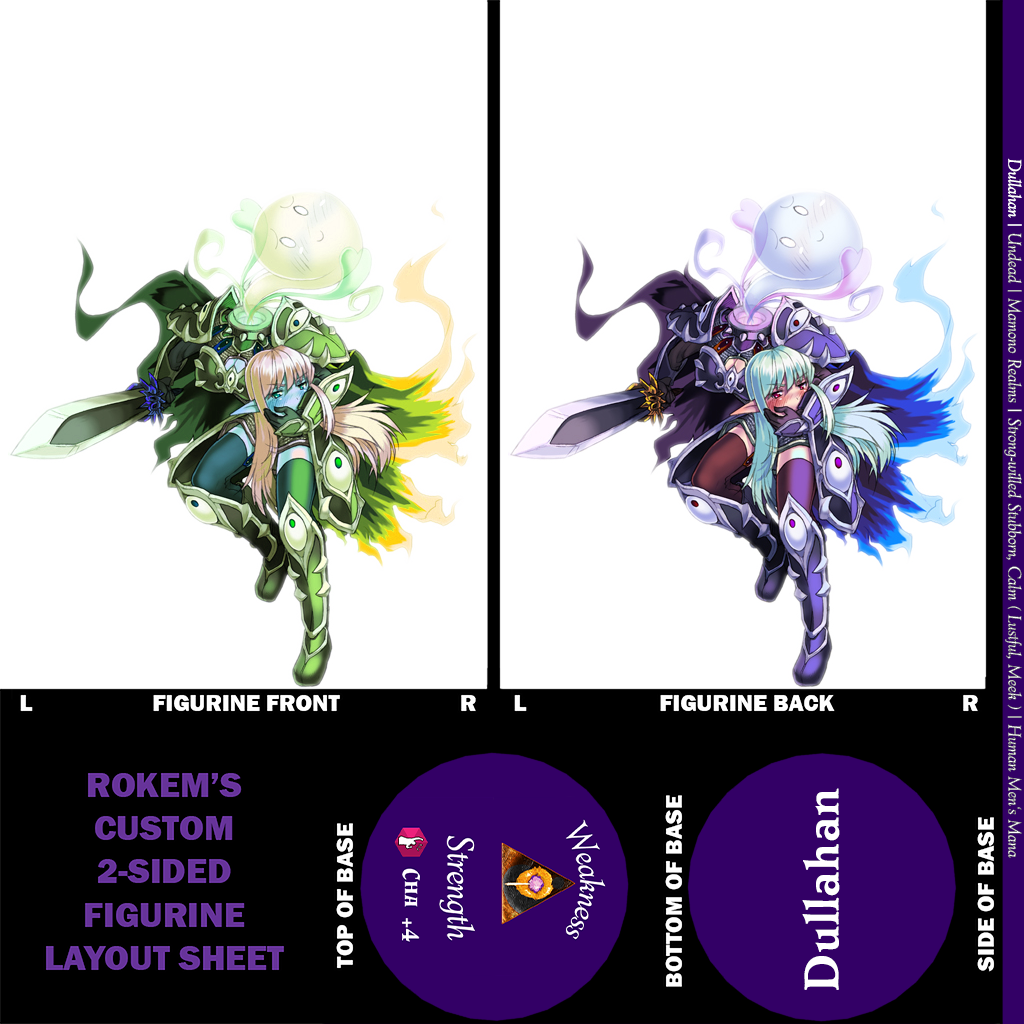 L FIGURINE FRONT R
L FIGURINE BACK R
ROKEM'S
CUSTOM
2-SIDED
FIGURINE
LAYOUT SHEET
TOP OF BASE
Weakness
Strength
CHA +4
BOTTOM OF BASE
Dullahan
SIDE OF BASE
Dullahan | Undead | Mamono Realms | Strong-willed Stubborn, Calm ( Lustful, Meek ) | Human Men's Mana